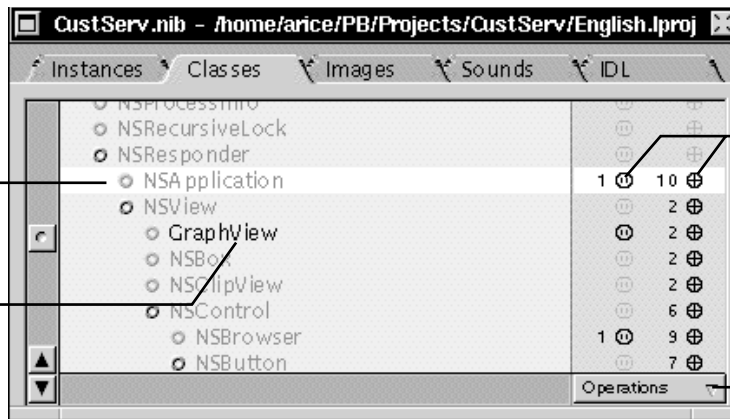 CustServ.nib – /home/arice/PB/Projects/CustServ/English.lproj
Instances Classes Images Sounds IDL
NSProcessInfo
NSRecursiveLock
NSResponder
NSApplication 1 10
NSView 2
GraphView 2
NSBox 2
NSClipView 2
NSControl 6
NSBrowser 1 9
NSButton 7
Operations